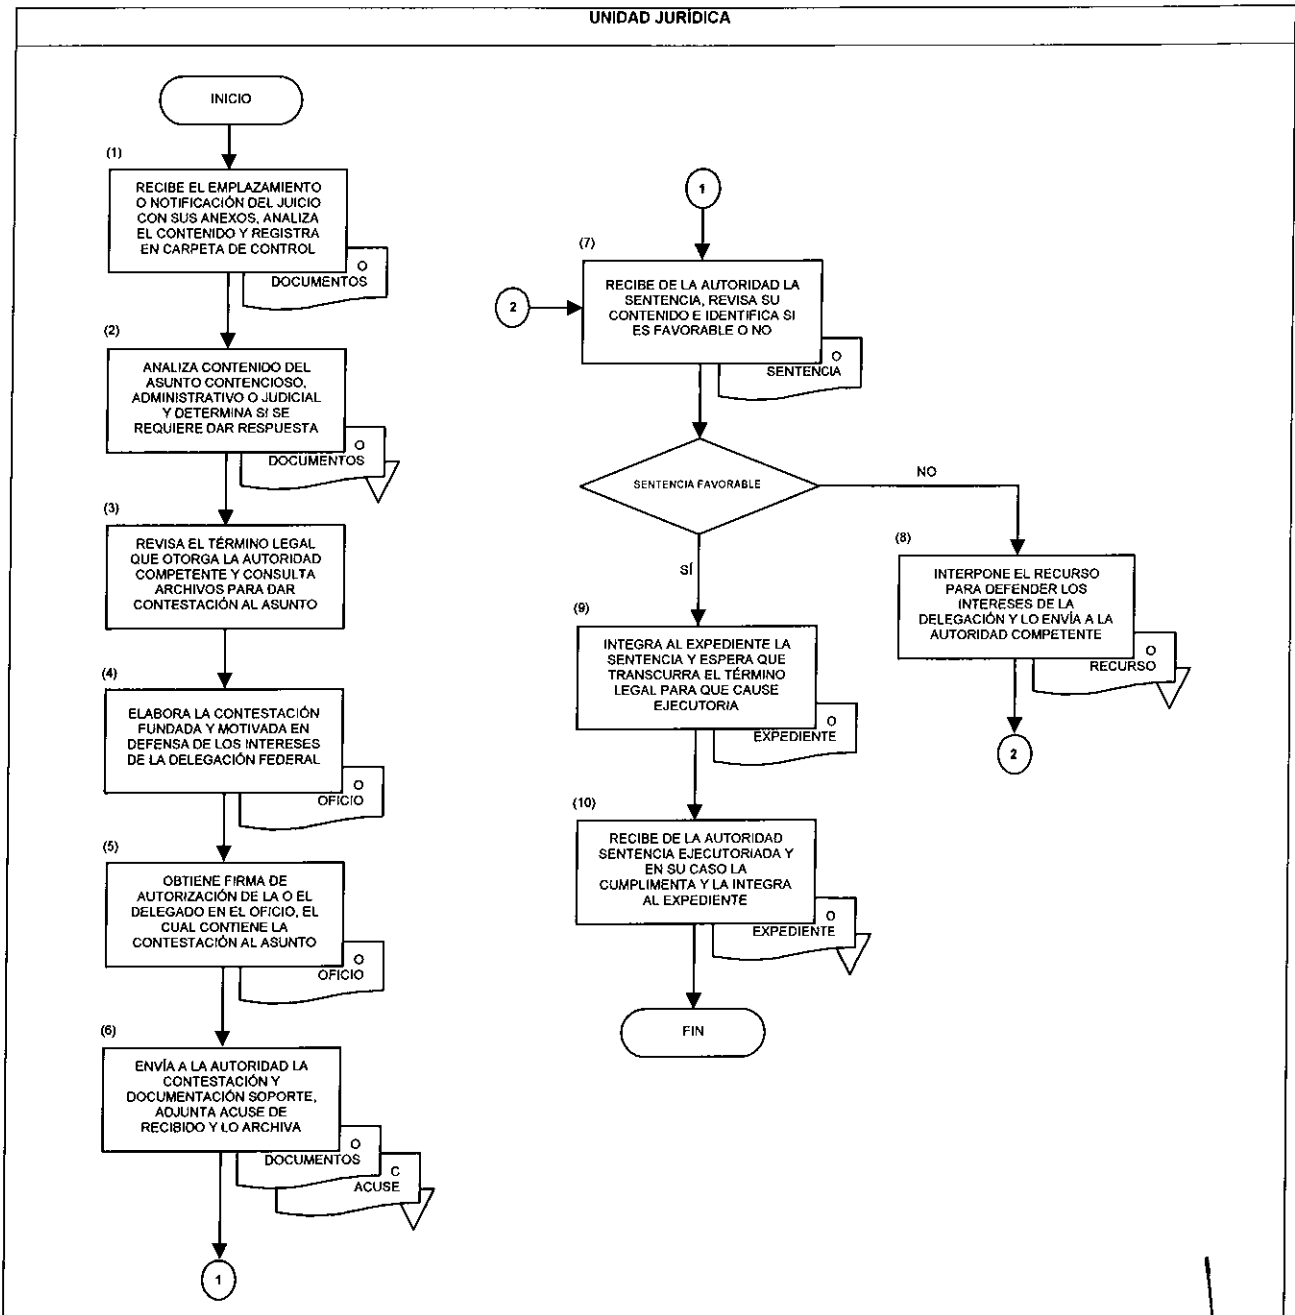 UNIDAD JURÍDICA
INICIO
(1)
RECIBE EL EMPLAZAMIENTO
O NOTIFICACIÓN DEL JUICIO
CON SUS ANEXOS, ANALIZA
EL CONTENIDO Y REGISTRA
EN CARPETA DE CONTROL
O
DOCUMENTOS
(2)
ANALIZA CONTENIDO DEL
ASUNTO CONTENCIOSO,
ADMINISTRATIVO O JUDICIAL
Y DETERMINA SI SE
REQUIERE DAR RESPUESTA
O
DOCUMENTOS
(3)
REVISA EL TÉRMINO LEGAL
QUE OTORGA LA AUTORIDAD
COMPETENTE Y CONSULTA
ARCHIVOS PARA DAR
CONTESTACIÓN AL ASUNTO
(4)
ELABORA LA CONTESTACIÓN
FUNDADA Y MOTIVADA EN
DEFENSA DE LOS INTERESES
DE LA DELEGACIÓN FEDERAL
O
OFICIO
(5)
OBTIENE FIRMA DE
AUTORIZACIÓN DE LA O EL
DELEGADO EN EL OFICIO, EL
CUAL CONTIENE LA
CONTESTACIÓN AL ASUNTO
O
OFICIO
(6)
ENVÍA A LA AUTORIDAD LA
CONTESTACIÓN Y
DOCUMENTACIÓN SOPORTE,
ADJUNTA ACUSE DE
RECIBIDO Y LO ARCHIVA
O
DOCUMENTOS
C
ACUSE
1
1
(7)
2
RECIBE DE LA AUTORIDAD LA
SENTENCIA, REVISA SU
CONTENIDO E IDENTIFICA SI
ES FAVORABLE O NO
O
SENTENCIA
SENTENCIA FAVORABLE
NO
SÍ
(8)
INTERPONE EL RECURSO
PARA DEFENDER LOS
INTERESES DE LA
DELEGACIÓN Y LO ENVÍA A LA
AUTORIDAD COMPETENTE
O
RECURSO
2
(9)
INTEGRA AL EXPEDIENTE LA
SENTENCIA Y ESPERA QUE
TRANSCURRA EL TÉRMINO
LEGAL PARA QUE CAUSE
EJECUTORIA
O
EXPEDIENTE
(10)
RECIBE DE LA AUTORIDAD
SENTENCIA EJECUTORIADA Y
EN SU CASO LA
CUMPLIMENTA Y LA INTEGRA
AL EXPEDIENTE
O
EXPEDIENTE
FIN